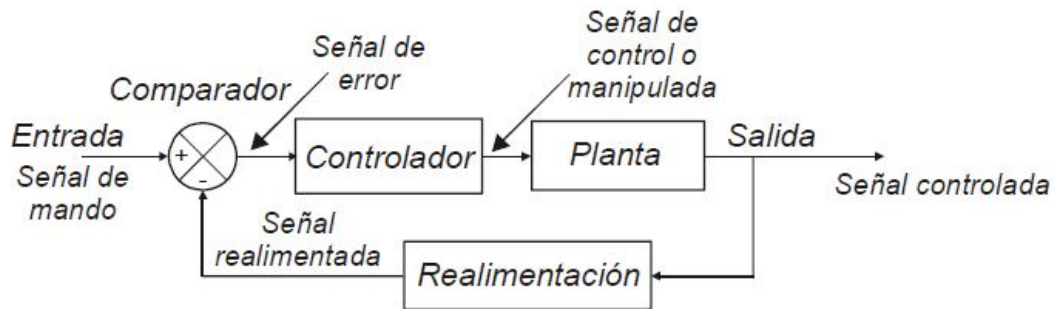 Señal de
error
Señal de
control o
manipulada
Comparador
Entrada
+
-
Señal de
mando
Controlador
Planta
Salida
Señal controlada
Señal
realimentada
Realimentación